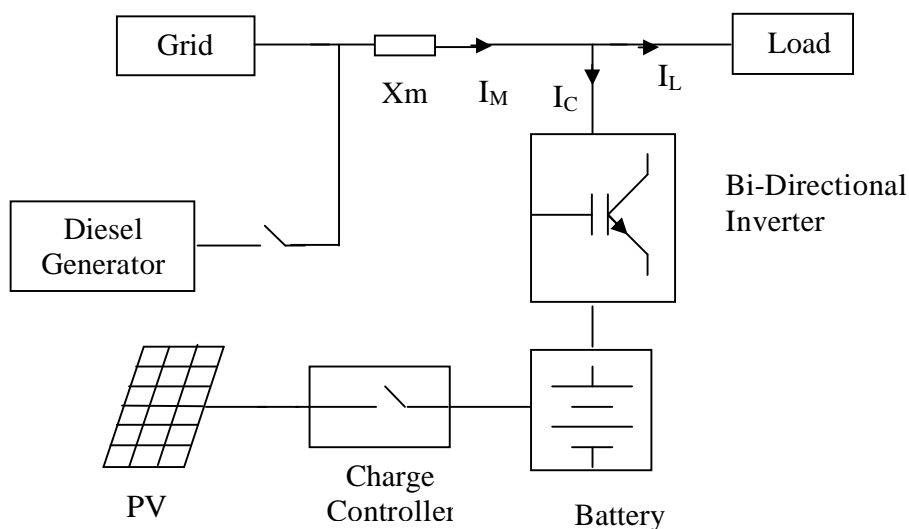 Grid
Load
Xm
I_M
I_C
I_L
Bi-Directional
Inverter
Diesel
Generator
PV
Charge
Controller
Battery